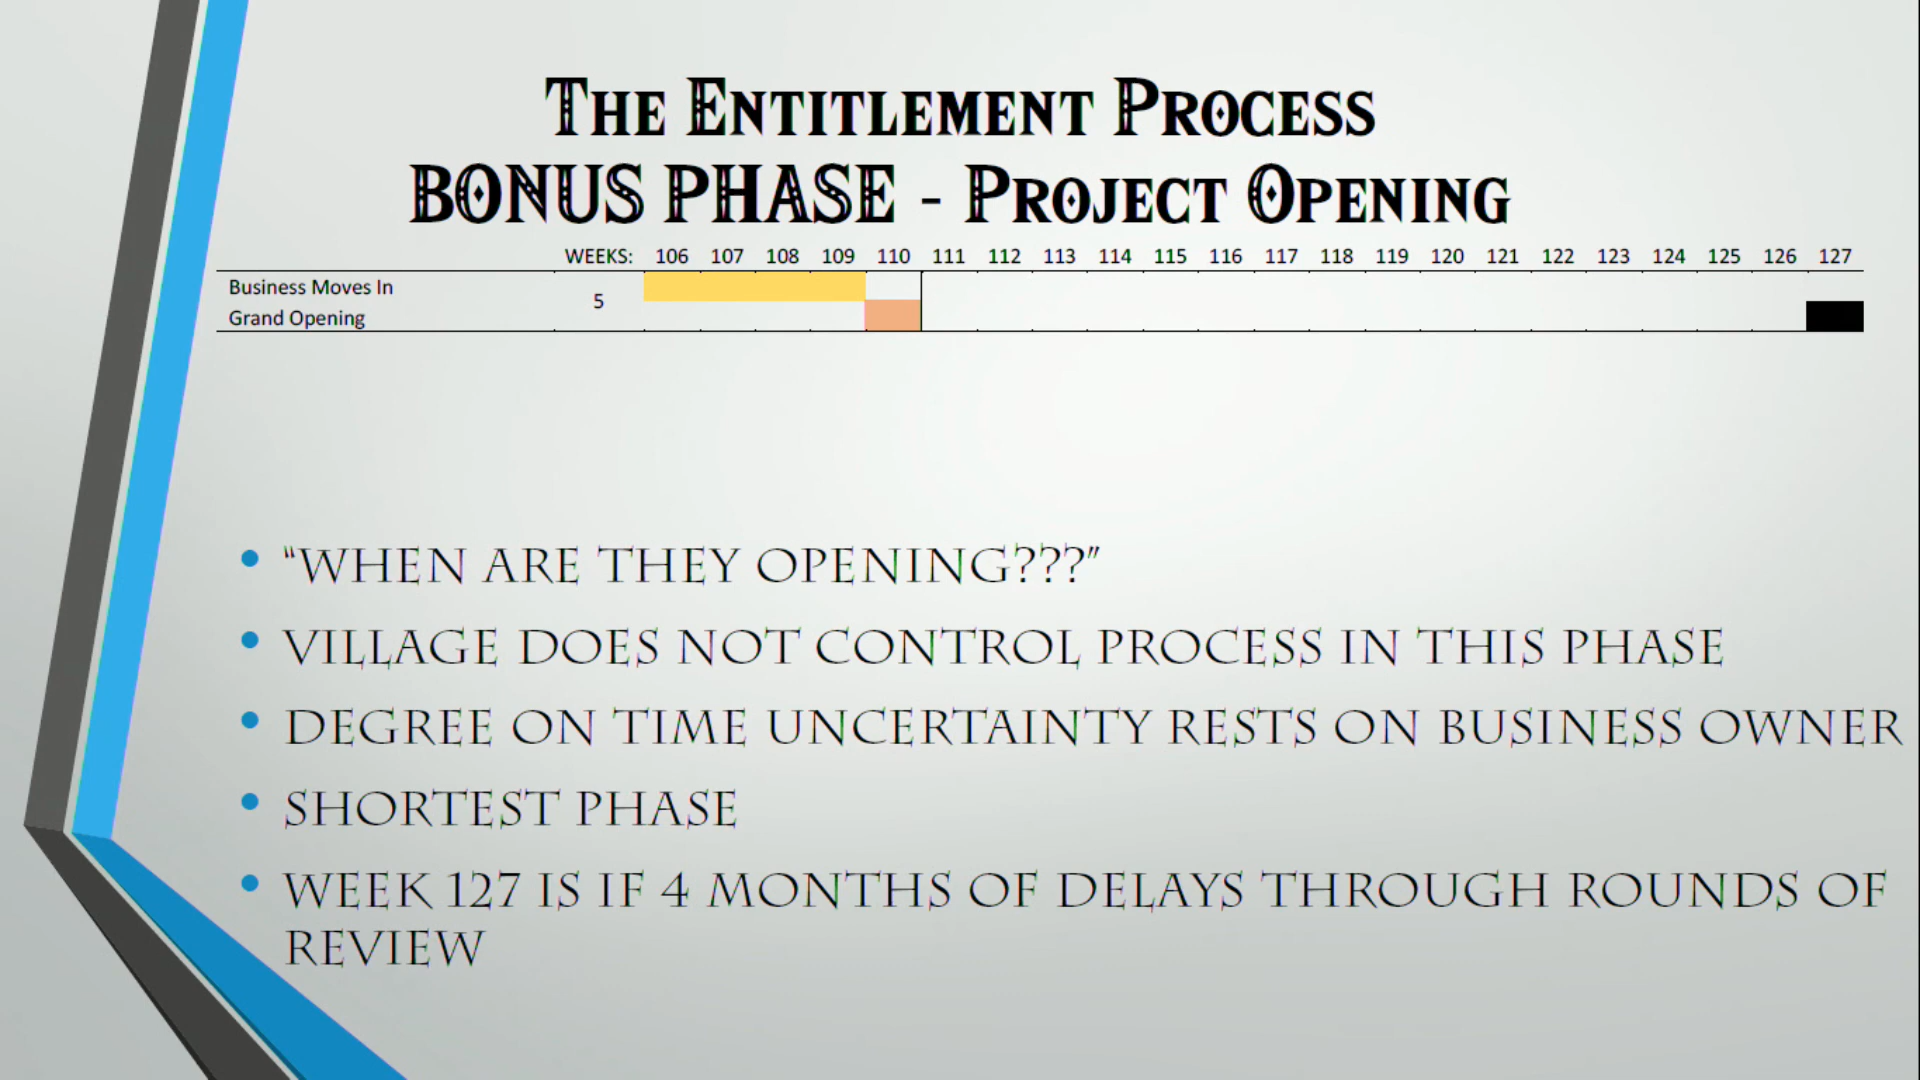 The Entitlement Process
BONUS PHASE - Project Opening
WEEKS: 106 107 108 109 110 111 112 113 114 115 116 117 118 119 120 121 122 123 124 125 126 127
Business Moves In
5
Grand Opening
• "WHEN ARE THEY OPENING???"
• VILLAGE DOES NOT CONTROL PROCESS IN THIS PHASE
• DEGREE ON TIME UNCERTAINTY RESTS ON BUSINESS OWNER
• SHORTEST PHASE
• WEEK 127 IS IF 4 MONTHS OF DELAYS THROUGH ROUNDS OF
REVIEW